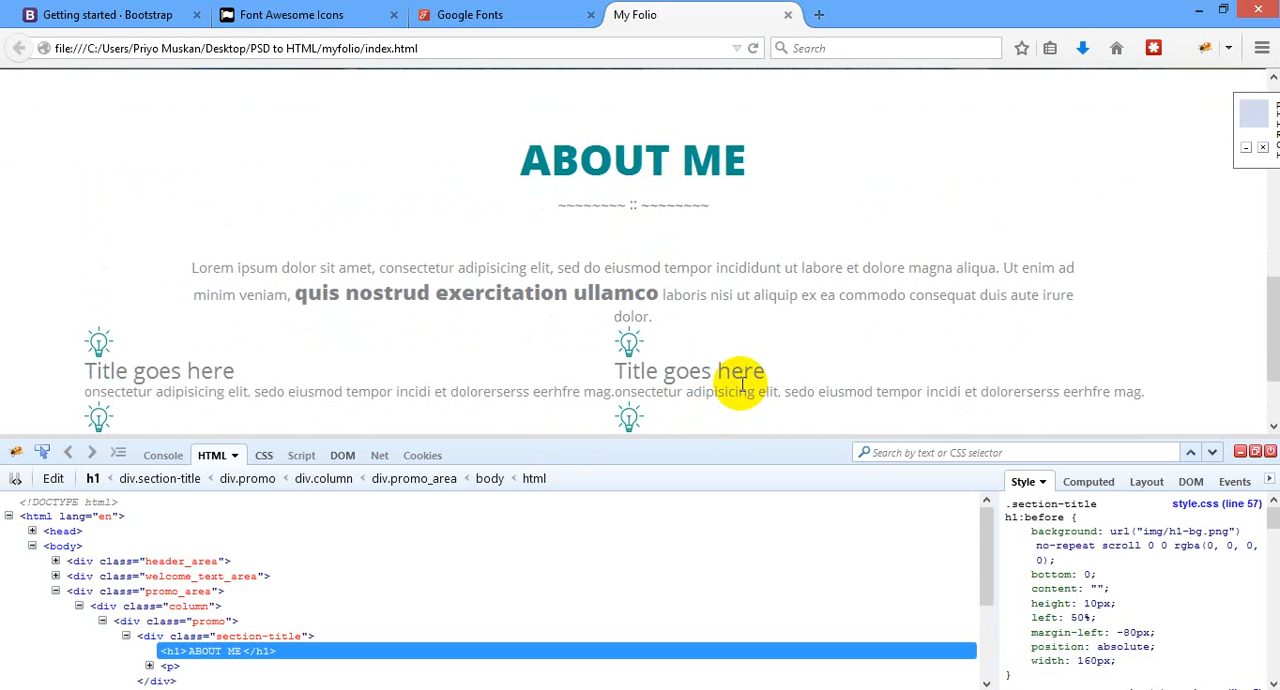 Getting started · Bootstrap
Font Awesome Icons
Google Fonts
My Folio
file:///C:/Users/Priyo Muskan/Desktop/PSD to HTML/myfolio/index.html
Search
ABOUT ME
~~~~~~~~ :: ~~~~~~~~
Lorem ipsum dolor sit amet, consectetur adipisicing elit, sed do eiusmod tempor incididunt ut labore et dolore magna aliqua. Ut enim ad
minim veniam, quis nostrud exercitation ullamco laboris nisi ut aliquip ex ea commodo consequat duis aute irure
dolor.
Title goes here
Title goes here
onsectetur adipisicing elit, sedo eiusmod tempor incidi et dolorerserss eerhfre mag.
onsectetur adipisicing elit, sedo eiusmod tempor incidi et dolorerserss eerhfre mag.
Console HTML CSS Script DOM Net Cookies
Search by text or CSS selector
Edit h1 < div.section-title < div.promo < div.column < div.promo_area < body < html
Style Computed Layout DOM Events
<!DOCTYPE html>
<html lang="en">
<head>
<body>
<div class="header_area">
<div class="welcome_text_area">
<div class="promo_area">
<div class="column">
<div class="promo">
<div class="section-title">
<h1>ABOUT ME</h1>
<p>
</div>
.section-title
style.css (line 57)
h1:before {
background: url("img/h1-bg.png")
no-repeat scroll 0 0 rgba(0, 0, 0,
0);
bottom: 0;
content: "";
height: 10px;
left: 50%;
margin-left: -80px;
position: absolute;
width: 160px;
}